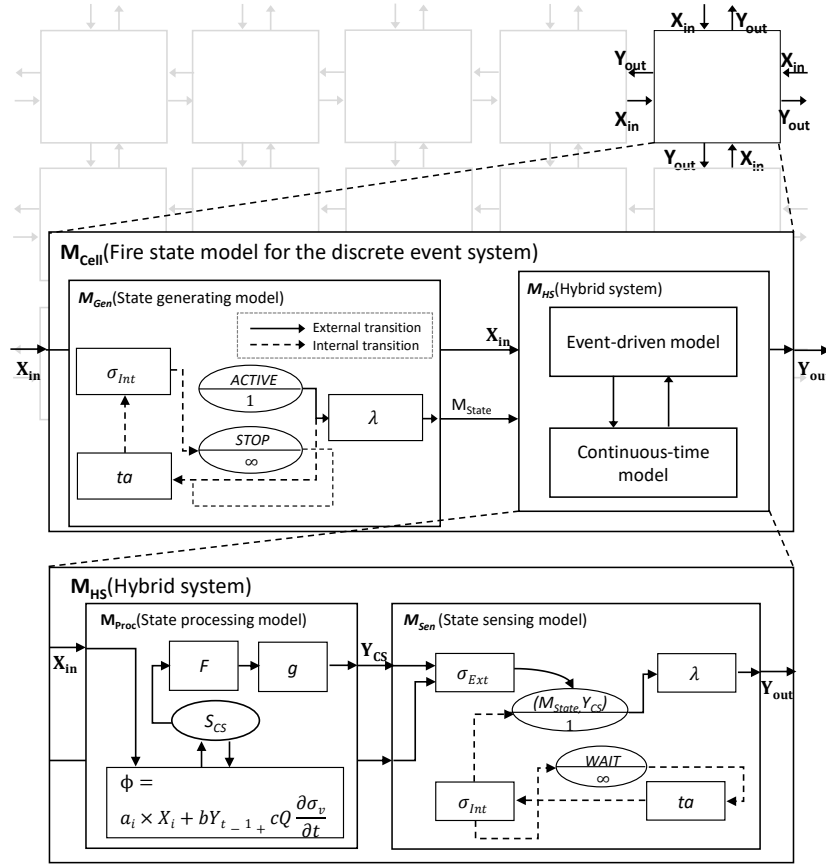 X_in Y_out
Y_out X_in
X_in Y_out
Y_out X_in
M_Cell(Fire state model for the discrete event system)
M_Gen(State generating model)
External transition
Internal transition
X_in
σ_Int
ACTIVE
1
STOP
∞
λ
ta
X_in
M_State
M_HS(Hybrid system)
Event-driven model
Continuous-time
model
Y_out
M_HS(Hybrid system)
M_Proc(State processing model)
X_in
F
g
S_CS
ϕ =
a_i × X_i + bY_{t − 1 +} cQ ∂σ_v/∂t
Y_CS
M_Sen (State sensing model)
σ_Ext
(M_State,Y_CS)
1
λ
WAIT
∞
σ_Int
ta
Y_out